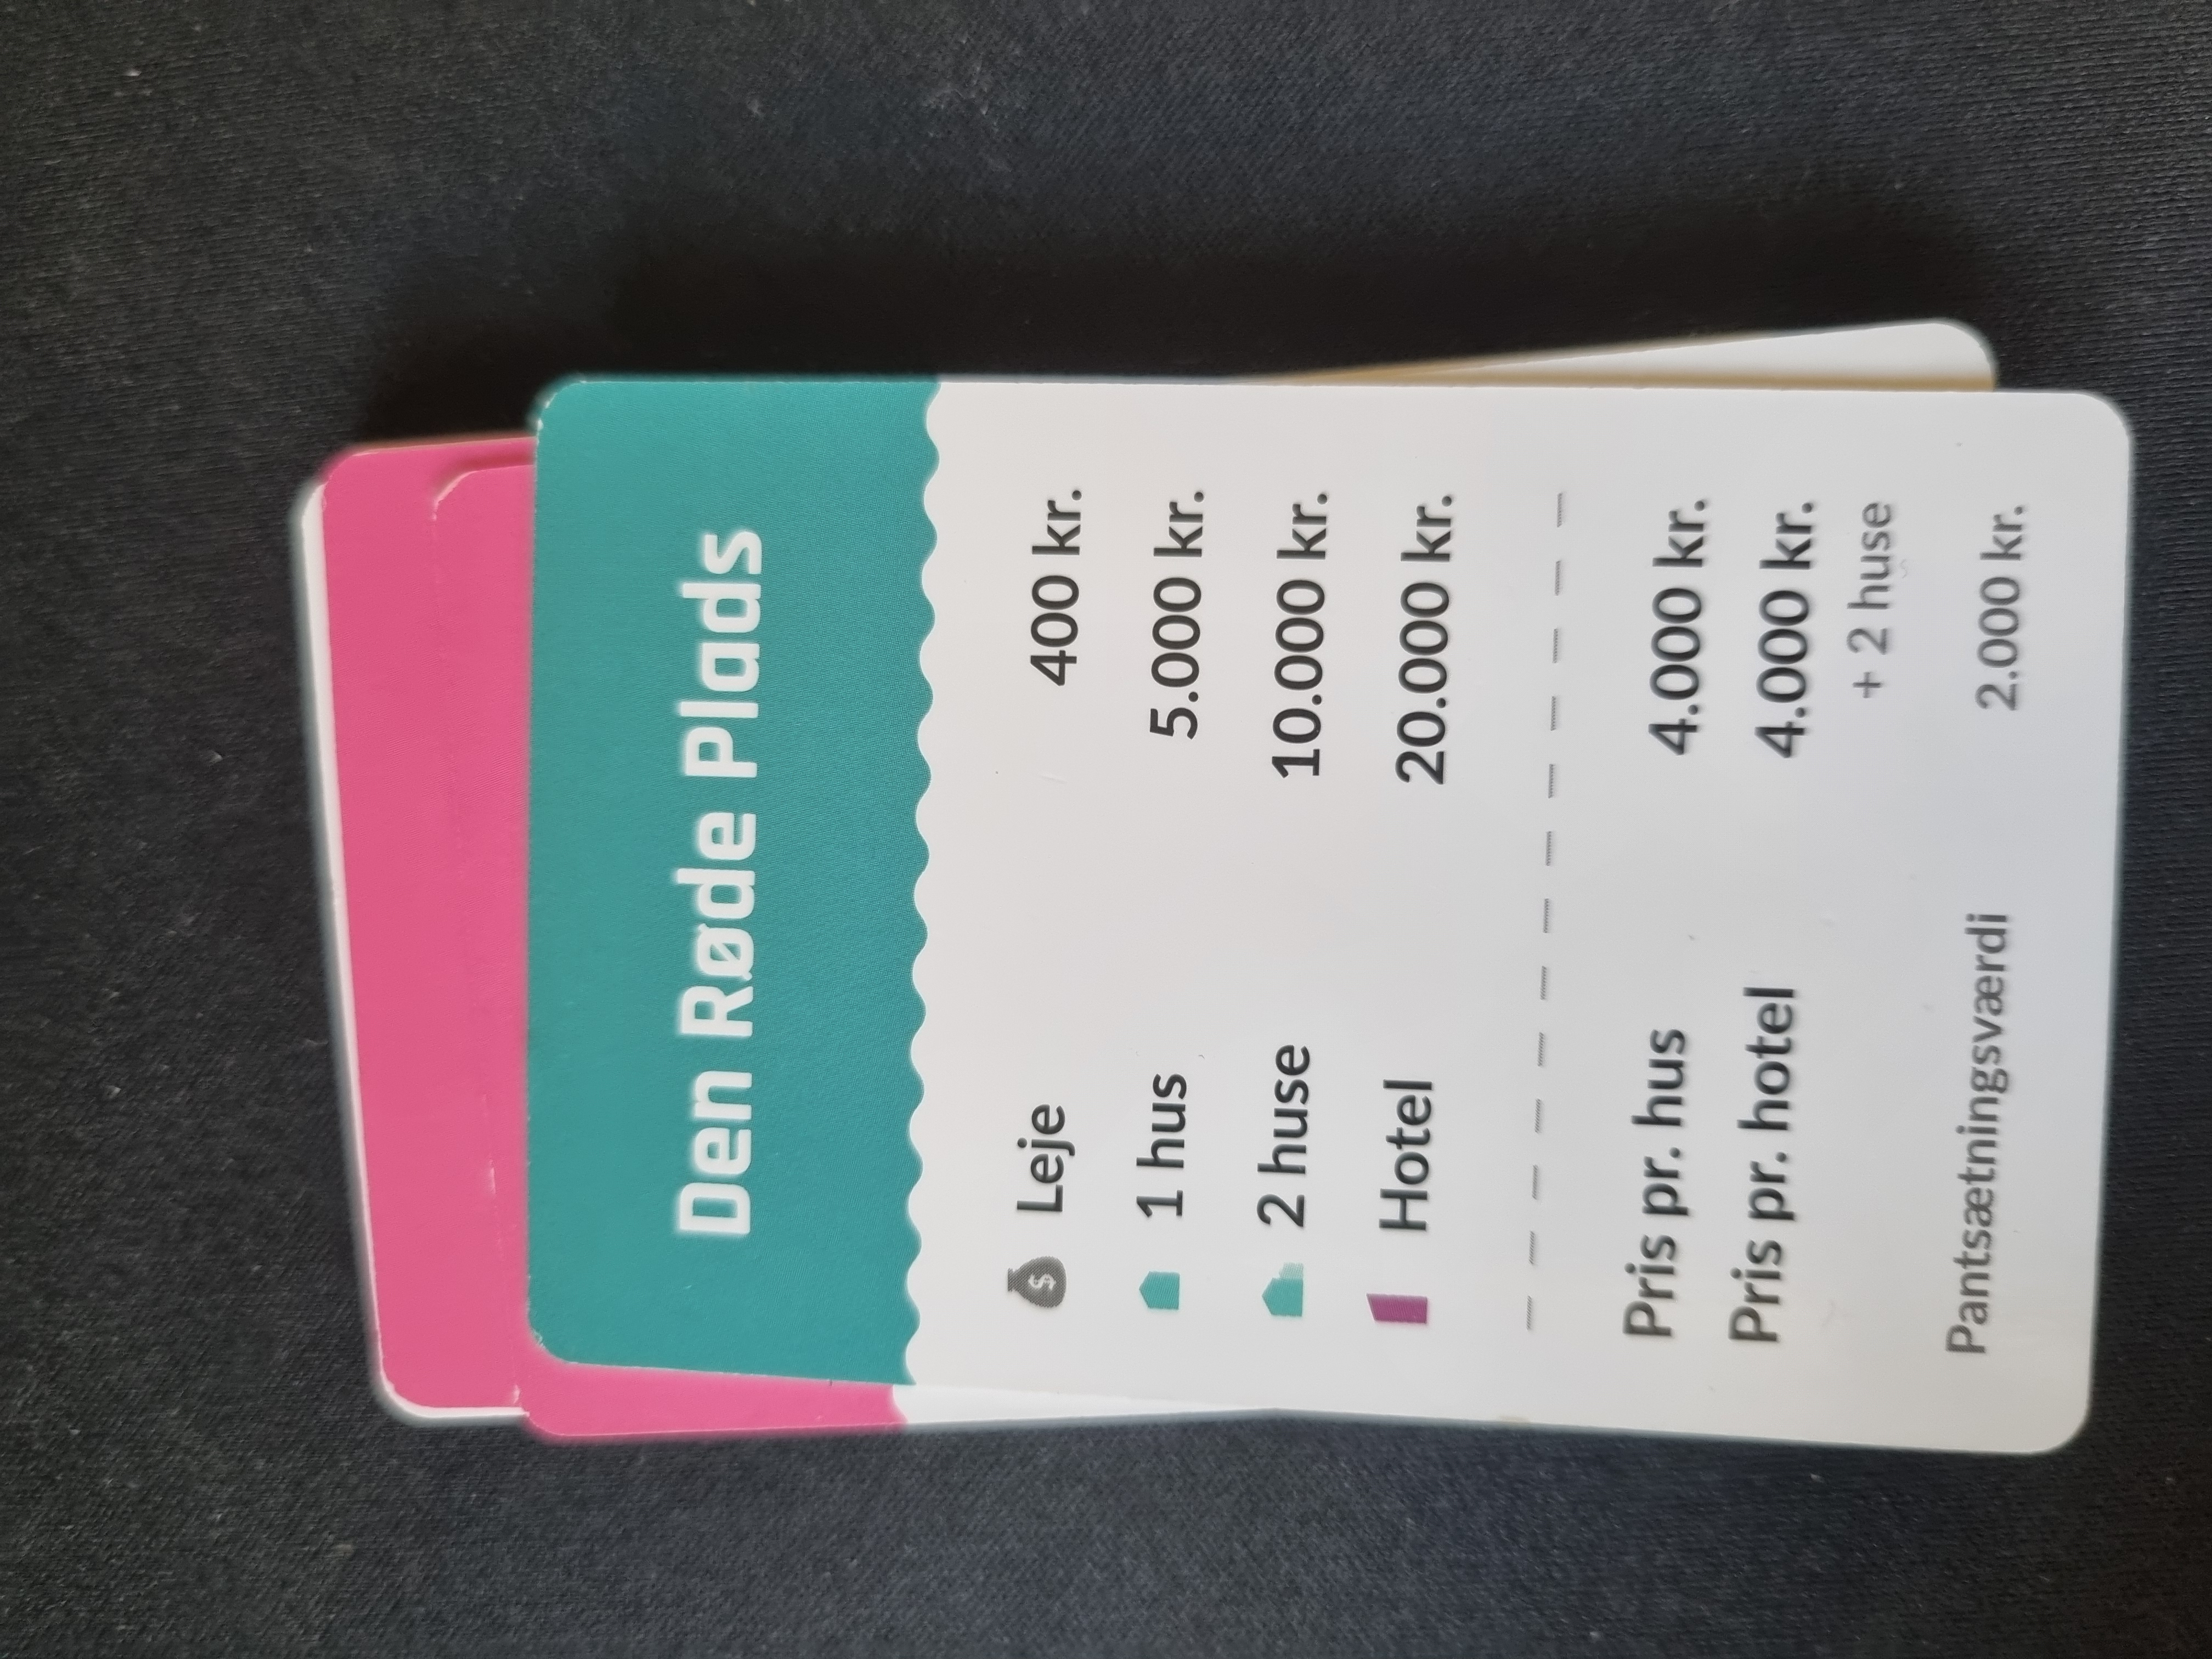 Den Røde Plads
Leje 400 kr.
1 hus 5.000 kr.
2 huse 10.000 kr.
Hotel 20.000 kr.
Pris pr. hus 4.000 kr.
Pris pr. hotel 4.000 kr.
+ 2 huse
Pantsætningsværdi 2.000 kr.